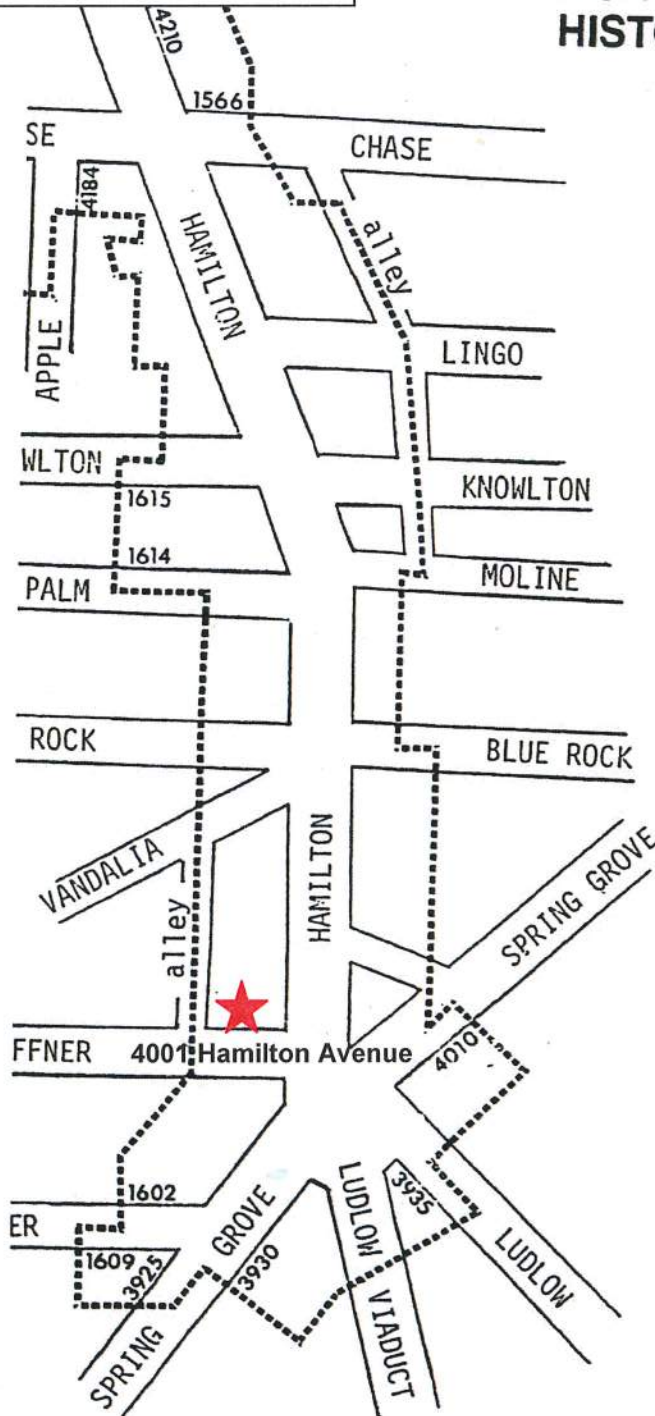 HIST
4210
1566
SE
CHASE
4184
HAMILTON
alley
APPLE
LINGO
WLTON
KNOWLTON
1615
1614
PALM
MOLINE
ROCK
BLUE ROCK
VANDALIA
HAMILTON
SPRING GROVE
alley
FFNER
4001 Hamilton Avenue
4010
1602
ER
1609
3925
SPRING GROVE
3930
LUDLOW VIADUCT
3935
LUDLOW